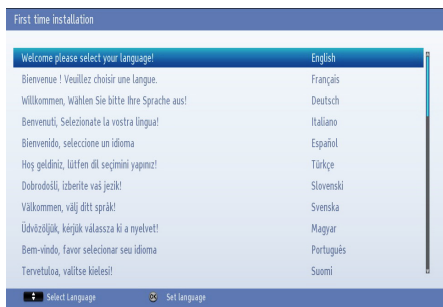 First time installation
Welcome please select your language! English
Bienvenue ! Veuillez choisir une langue. Français
Willkommen, Wählen Sie bitte Ihre Sprache aus! Deutsch
Benvenuti, Selezionate la vostra lingua! Italiano
Bienvenido, seleccione un idioma Español
Hoş geldiniz, lütfen dil seçimini yapınız! Türkçe
Dobrodošli, izberite vaš jezik! Slovenski
Välkommen, välj ditt språk! Svenska
Üdvözöljük, kérjük válassza ki a nyelvet! Magyar
Bem-vindo, favor selecionar seu idioma Português
Tervetuloa, valitse kielesi! Suomi
Select Language OK Set language